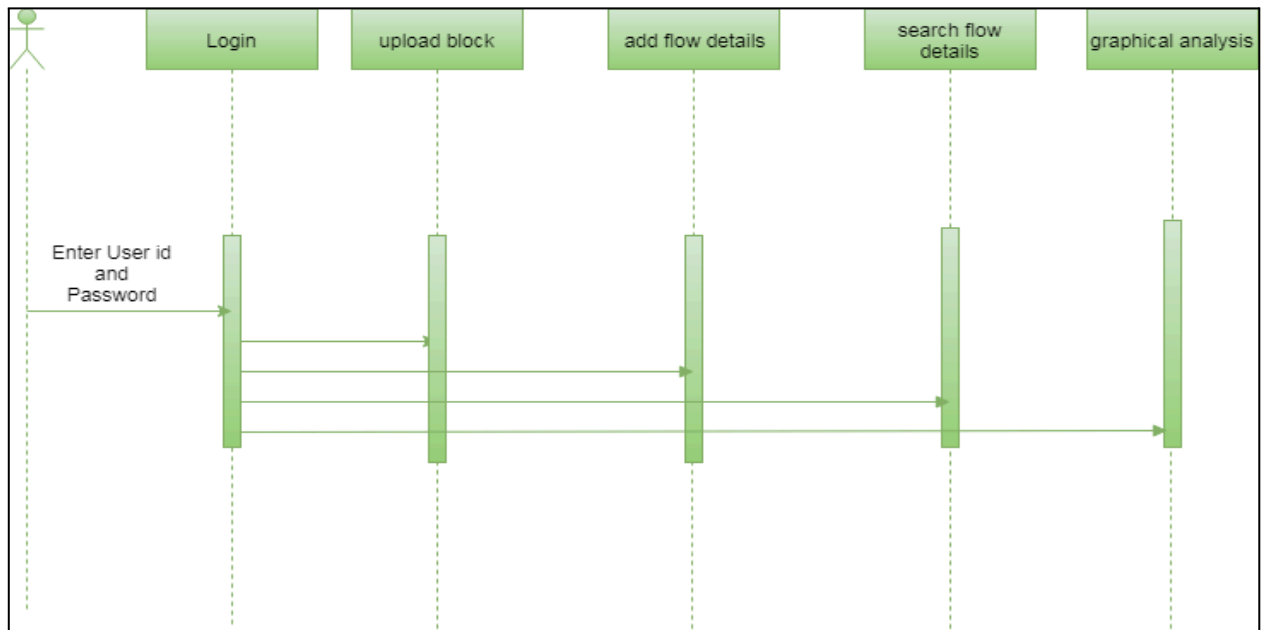 Login
upload block
add flow details
search flow
details
graphical analysis
Enter User id
and
Password